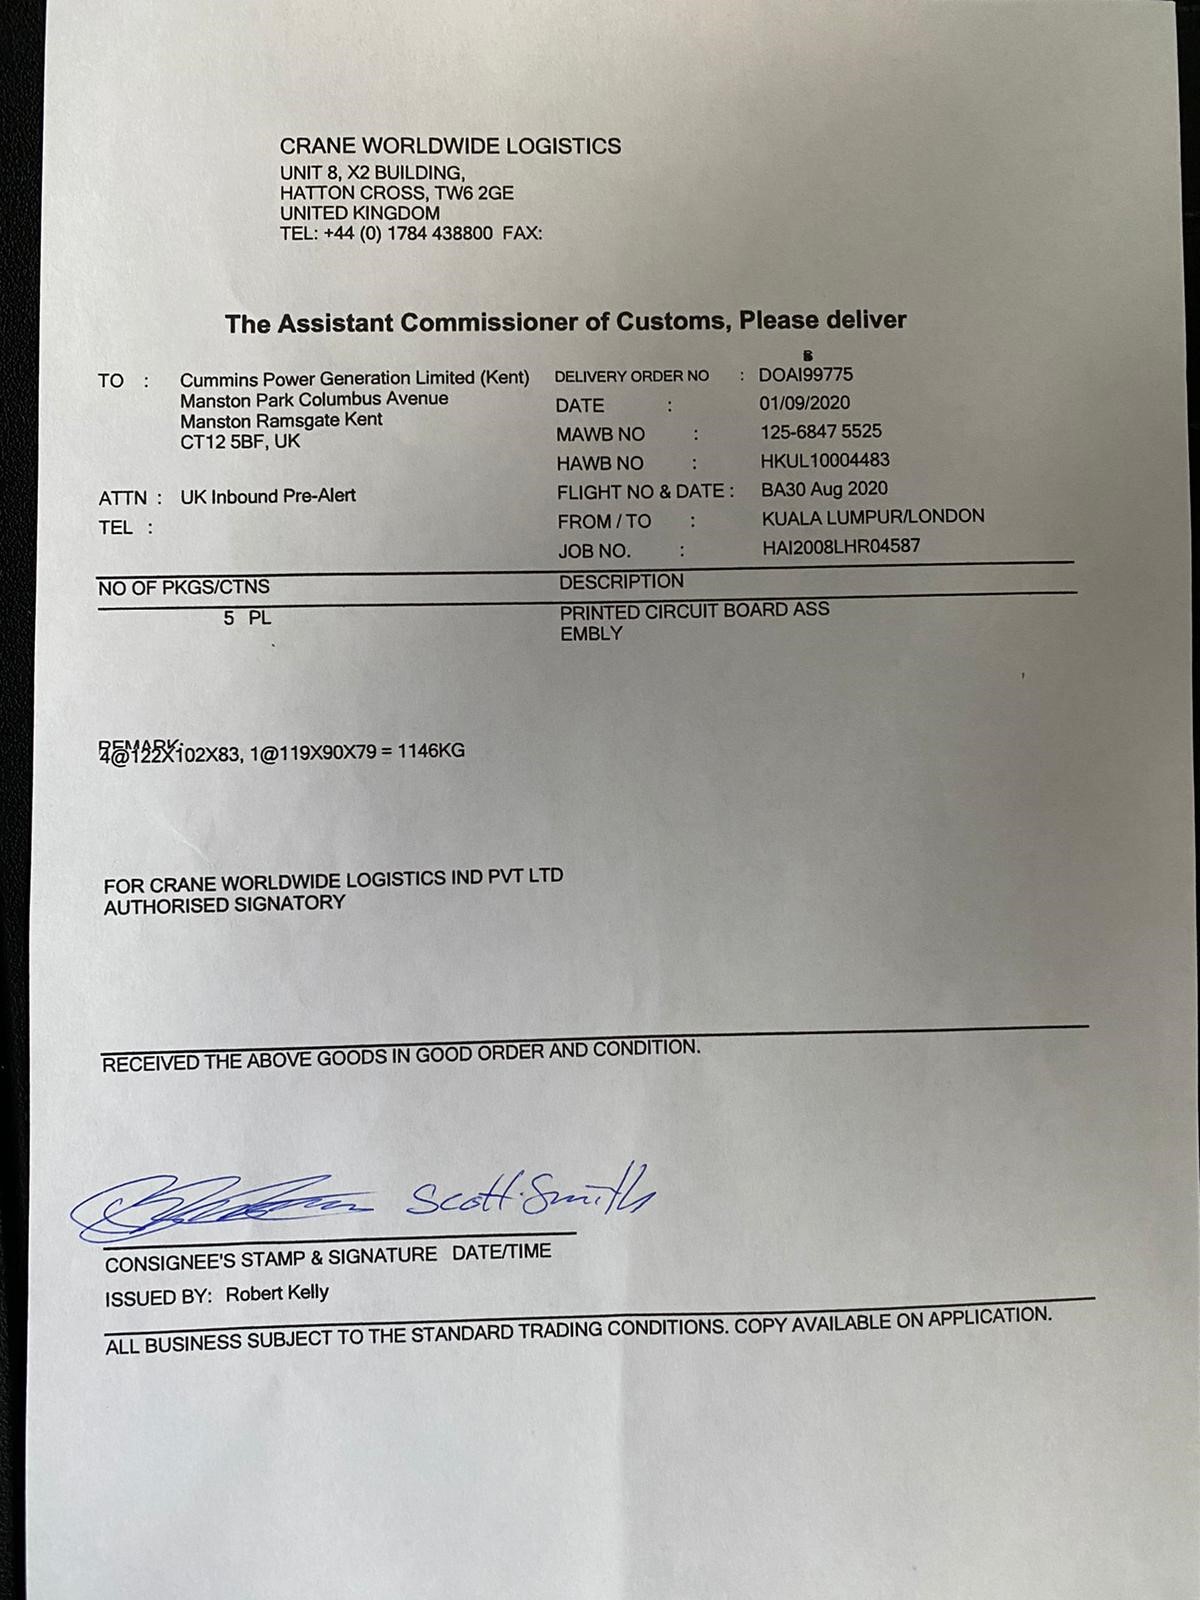 CRANE WORLDWIDE LOGISTICS
UNIT 8, X2 BUILDING,
HATTON CROSS, TW6 2GE
UNITED KINGDOM
TEL: +44 (0) 1784 438800 FAX:
The Assistant Commissioner of Customs, Please deliver
TO : Cummins Power Generation Limited (Kent)
Manston Park Columbus Avenue
Manston Ramsgate Kent
CT12 5BF, UK
ATTN : UK Inbound Pre-Alert
TEL :
DELIVERY ORDER NO : DOAI99775
DATE : 01/09/2020
MAWB NO : 125-6847 5525
HAWB NO : HKUL10004483
FLIGHT NO & DATE : BA30 Aug 2020
FROM / TO : KUALA LUMPUR/LONDON
JOB NO. : HAI2008LHR04587
NO OF PKGS/CTNS DESCRIPTION
5 PL PRINTED CIRCUIT BOARD ASS
EMBLY
REMARK:
4@122X102X83, 1@119X90X79 = 1146KG
FOR CRANE WORLDWIDE LOGISTICS IND PVT LTD
AUTHORISED SIGNATORY
RECEIVED THE ABOVE GOODS IN GOOD ORDER AND CONDITION.
Scott Smith
CONSIGNEE'S STAMP & SIGNATURE DATE/TIME
ISSUED BY: Robert Kelly
ALL BUSINESS SUBJECT TO THE STANDARD TRADING CONDITIONS. COPY AVAILABLE ON APPLICATION.